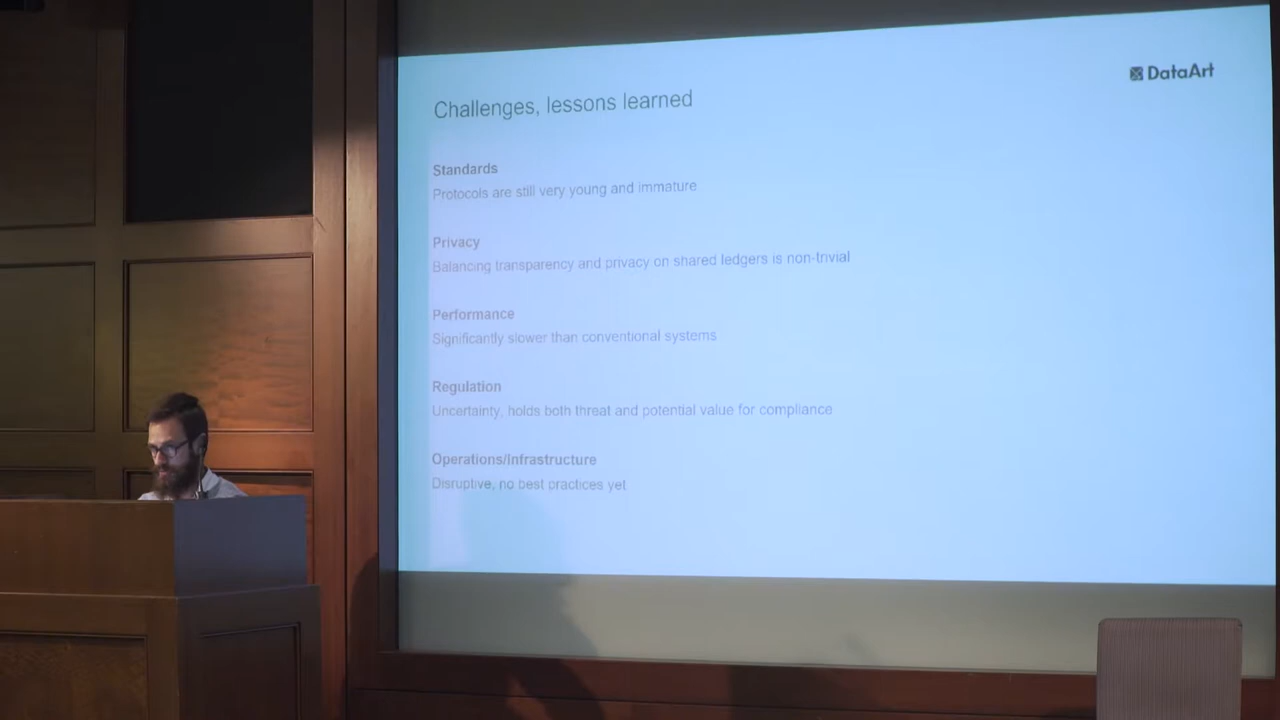 DataArt
Challenges, lessons learned
Standards
Protocols are still very young and immature
Privacy
Balancing transparency and privacy on shared ledgers is non-trivial
Performance
Significantly slower than conventional systems
Regulation
Uncertainty, holds both threat and potential value for compliance
Operations/Infrastructure
Disruptive, no best practices yet